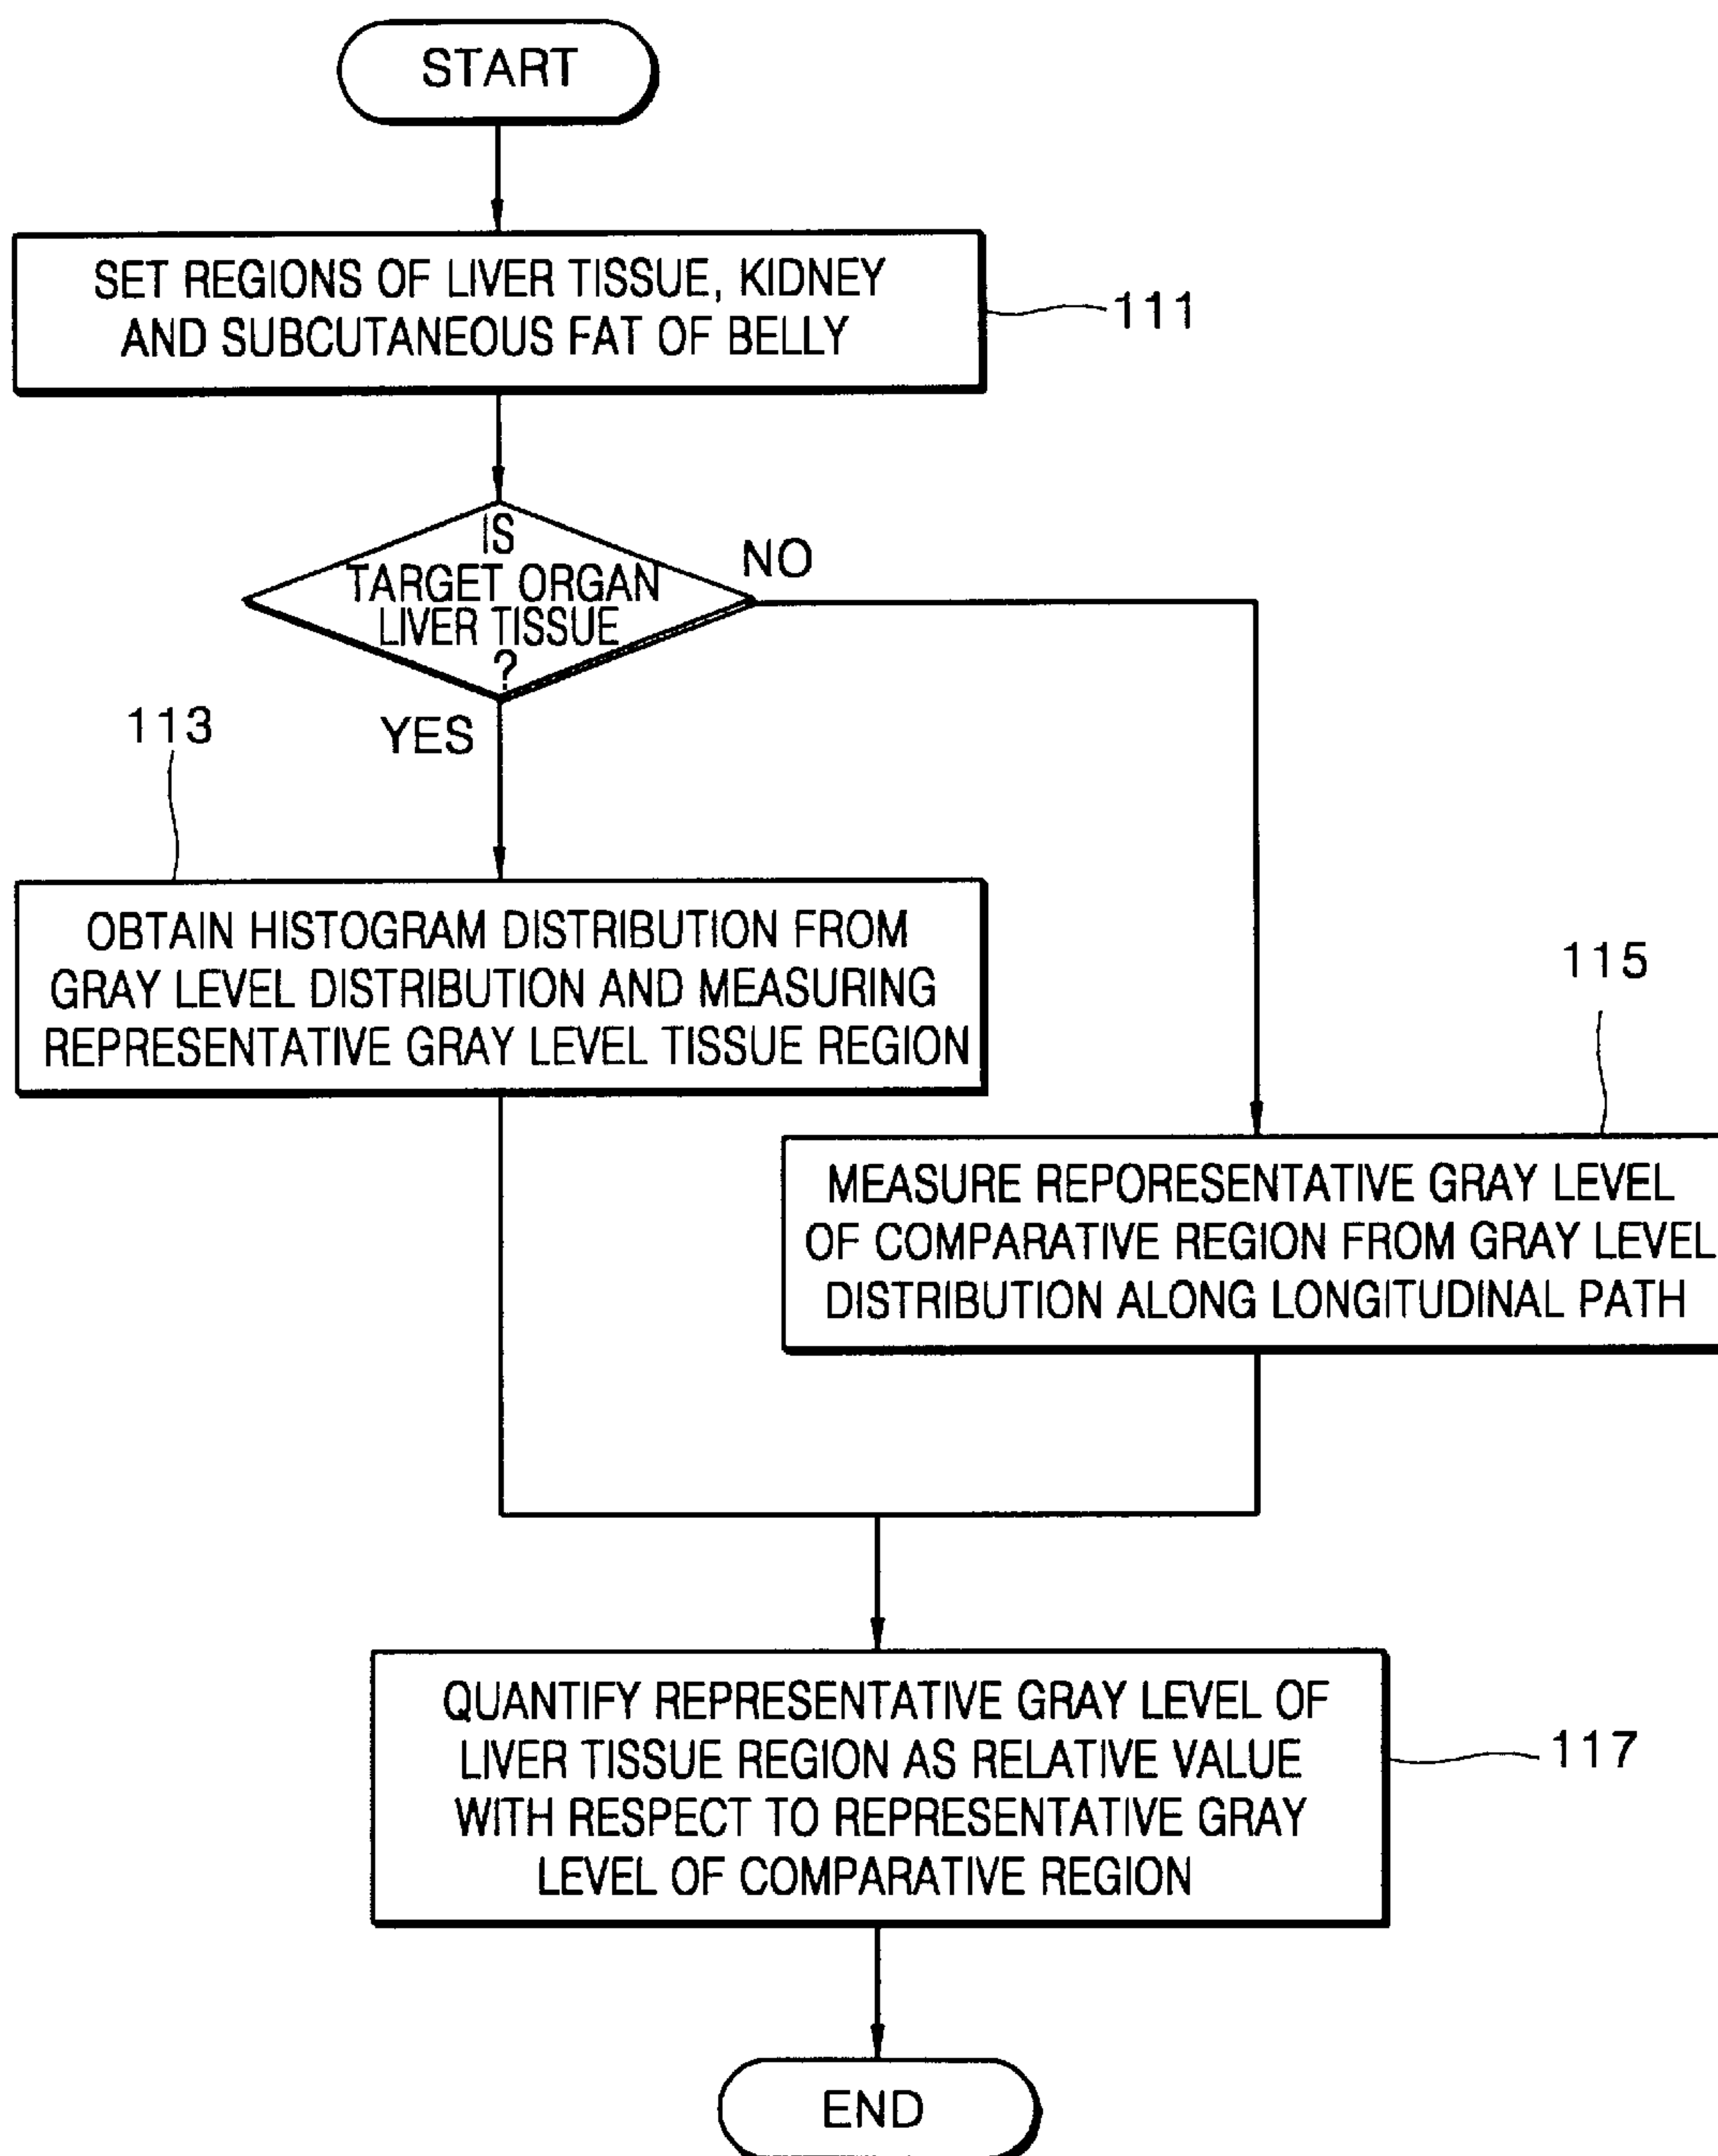 START
SET REGIONS OF LIVER TISSUE, KIDNEY
AND SUBCUTANEOUS FAT OF BELLY
111
IS
TARGET ORGAN
LIVER TISSUE
?
NO
YES
113
OBTAIN HISTOGRAM DISTRIBUTION FROM
GRAY LEVEL DISTRIBUTION AND MEASURING
REPRESENTATIVE GRAY LEVEL TISSUE REGION
115
MEASURE REPORESENTATIVE GRAY LEVEL
OF COMPARATIVE REGION FROM GRAY LEVEL
DISTRIBUTION ALONG LONGITUDINAL PATH
QUANTIFY REPRESENTATIVE GRAY LEVEL OF
LIVER TISSUE REGION AS RELATIVE VALUE
WITH RESPECT TO REPRESENTATIVE GRAY
LEVEL OF COMPARATIVE REGION
117
END